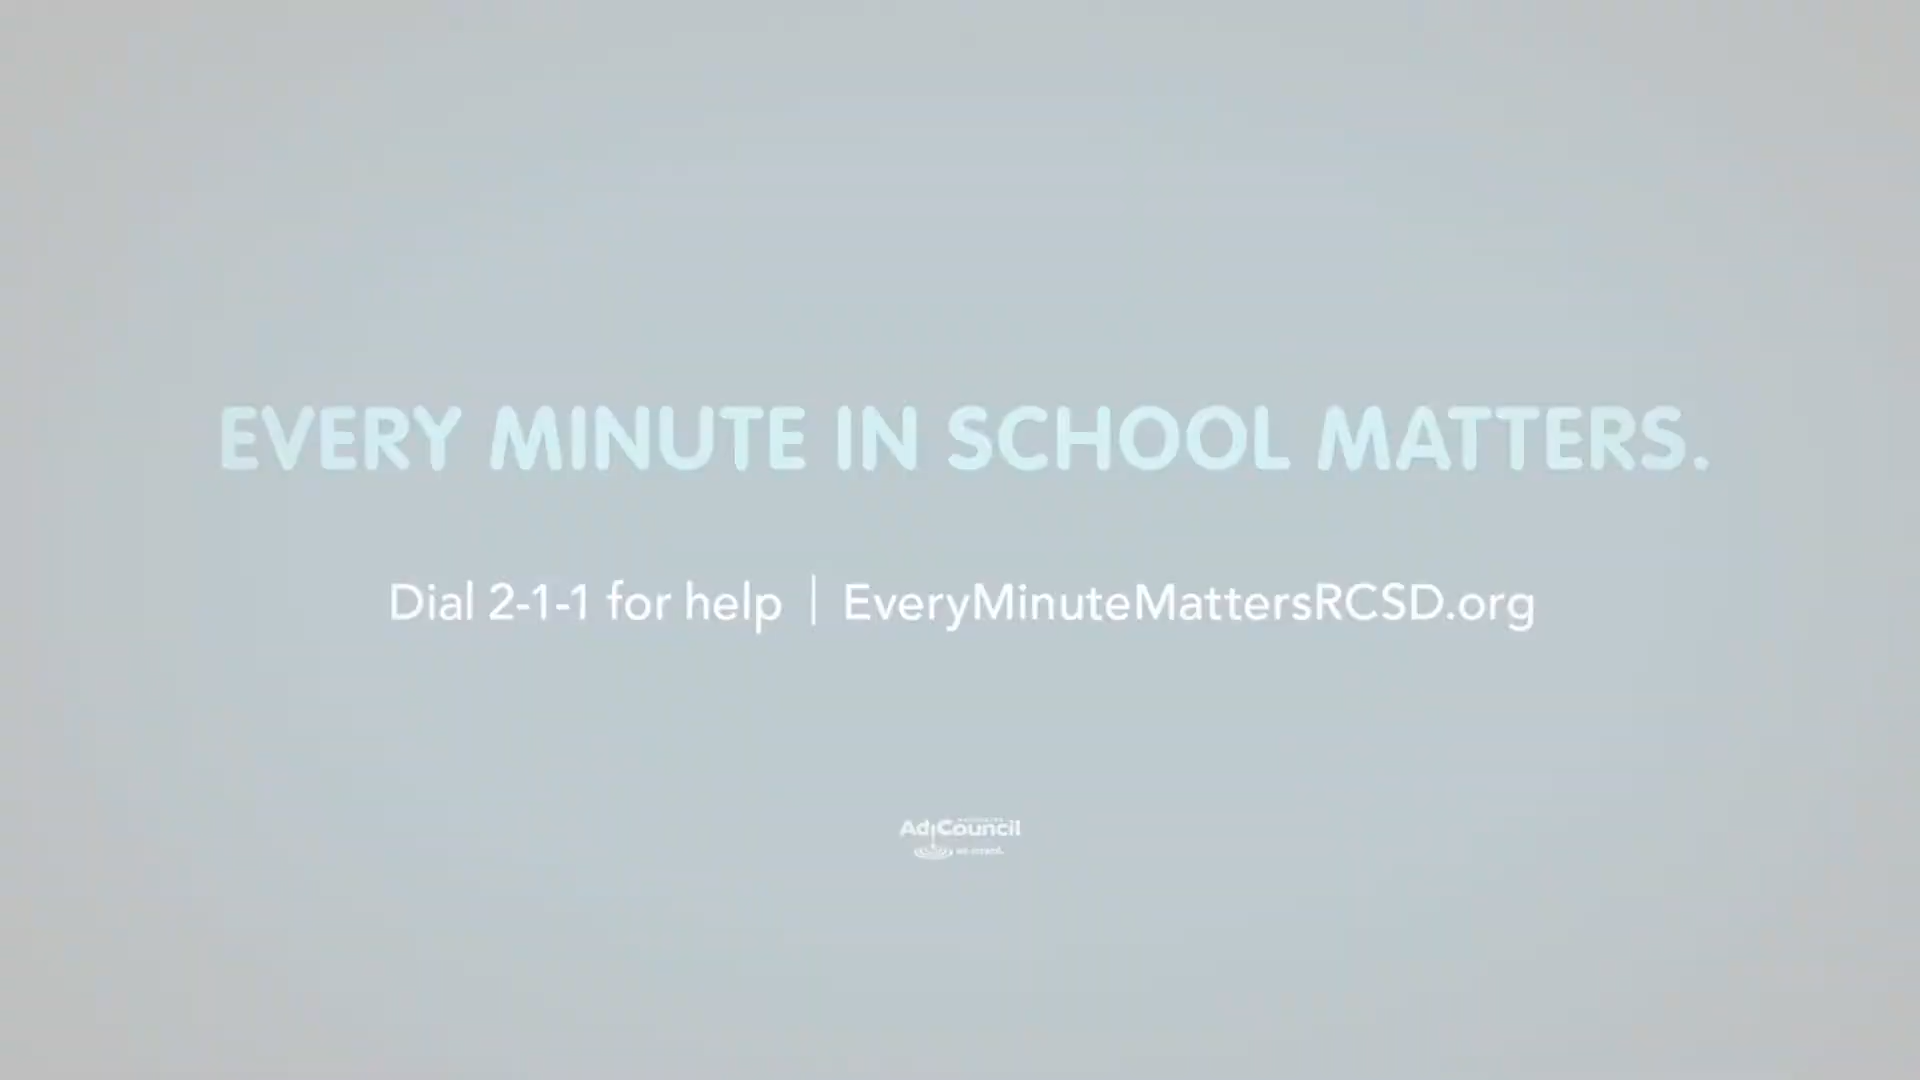 EVERY MINUTE IN SCHOOL MATTERS.
Dial 2-1-1 for help | EveryMinuteMattersRCSD.org
Ad Council